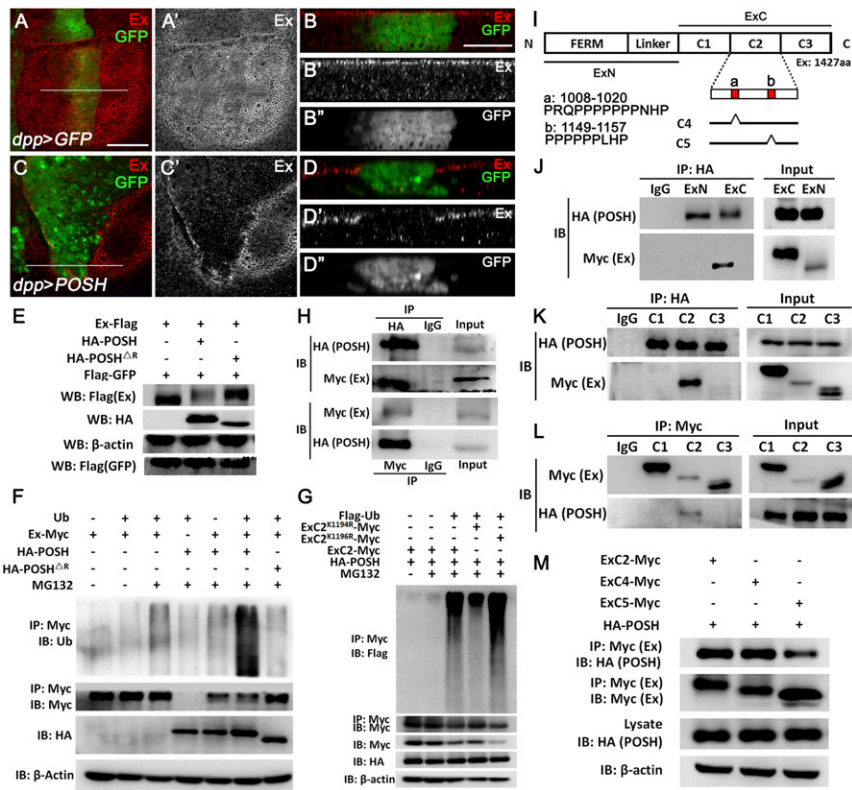 A
Ex
GFP
dpp>GFP
A'
Ex
B
Ex
GFP
B'
Ex
B"
GFP
C
Ex
GFP
dpp>POSH
C'
Ex
D
Ex
GFP
D'
Ex
D"
GFP
E
Ex-Flag + + +
HA-POSH - + -
HA-POSH△R - - +
Flag-GFP + + +
WB: Flag(Ex)
WB: HA
WB: β-actin
WB: Flag(GFP)
F
Ub - + + + - + +
Ex-Myc + + + - + + +
HA-POSH - - - + + + -
HA-POSH△R - - - - - - +
MG132 - - + + + + +
IP: Myc
IB: Ub
IP: Myc
IB: Myc
IB: HA
IB: β-Actin
G
Flag-Ub - - + + +
ExC2K1194R-Myc - - - + -
ExC2K1196R-Myc - - - - +
ExC2-Myc + + + - -
HA-POSH + + + + +
MG132 - + + + +
IP: Myc
IB: Flag
IP: Myc
IB: Myc
IB: Myc
IB: HA
IB: β-actin
H
IP
HA IgG Input
IB
HA (POSH)
Myc (Ex)
IB
Myc (Ex)
HA (POSH)
Myc IgG Input
IP
I
ExC
N FERM Linker C1 C2 C3 C
Ex: 1427aa
ExN
a b
a: 1008-1020
PRQPPPPPPPNHP
b: 1149-1157
PPPPPPLHP
C4
C5
J
IP: HA Input
IgG ExN ExC ExC ExN
IB
HA (POSH)
Myc (Ex)
K
IP: HA Input
IgG C1 C2 C3 C1 C2 C3
IB
HA (POSH)
Myc (Ex)
L
IP: Myc Input
IgG C1 C2 C3 C1 C2 C3
IB
Myc (Ex)
HA (POSH)
M
ExC2-Myc + - -
ExC4-Myc - + -
ExC5-Myc - - +
HA-POSH + + +
IP: Myc (Ex)
IB: HA (POSH)
IP: Myc (Ex)
IB: Myc (Ex)
Lysate
IB: HA (POSH)
IB: β-actin